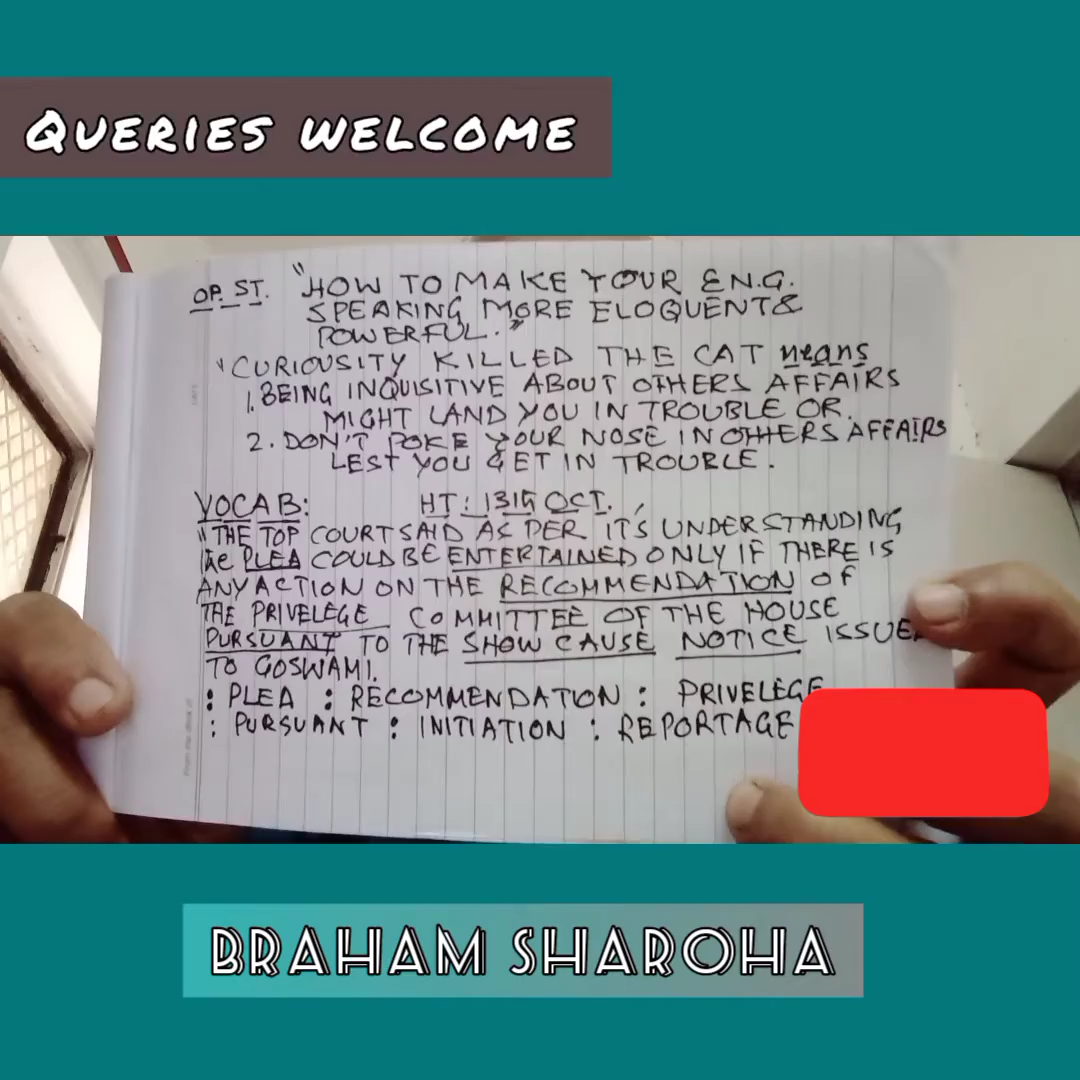 QUERIES WELCOME
OP. ST. "HOW TO MAKE YOUR ENG.
SPEAKING MORE ELOQUENT &
POWERFUL."
"CURIOUSITY KILLED THE CAT means
1. BEING INQUISITIVE ABOUT OTHERS AFFAIRS
MIGHT LAND YOU IN TROUBLE OR.
2. DON'T POKE YOUR NOSE IN OTHERS AFFAIRS
LEST YOU GET IN TROUBLE.
VOCAB: HT: OCT.
"THE TOP COURT SAID AS PER IT'S UNDERSTANDING
the PLEA COULD BE ENTERTAINED ONLY IF THERE IS
ANY ACTION ON THE RECOMMENDATION OF
THE PRIVELEGE COMMITTEE OF THE HOUSE
PURSUANT TO THE SHOW CAUSE NOTICE ISSUED
TO GOSWAMI.
: PLEA : RECOMMENDATION : PRIVELEGE
: PURSUANT : INITIATION : REPORTAGE
BRAHAM SHAROHA